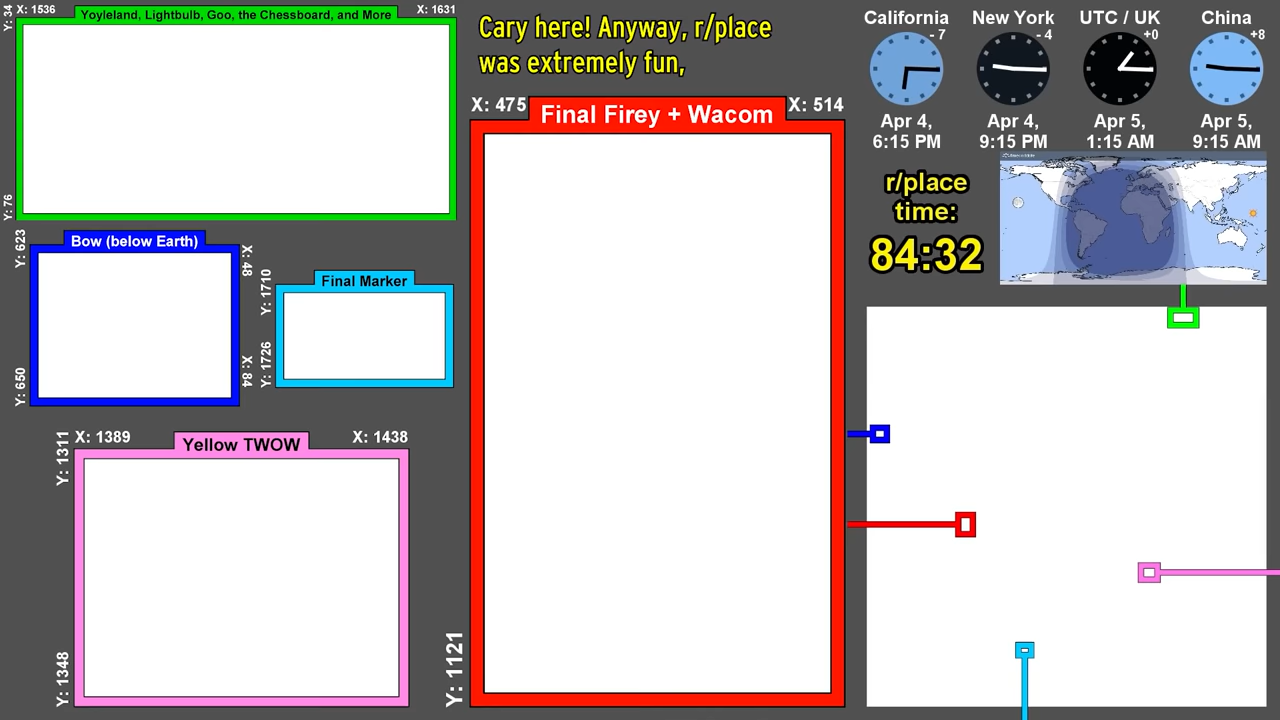 X: 1536
Yoyleland, Lightbulb, Goo, the Chessboard, and More
X: 1631
Y: 34
Y: 76
Cary here! Anyway, r/place
was extremely fun,
California
-7
New York
-4
UTC / UK
+0
China
+8
Apr 4,
6:15 PM
Apr 4,
9:15 PM
Apr 5,
1:15 AM
Apr 5,
9:15 AM
r/place
time:
84:32
X: 475
Final Firey + Wacom
X: 514
Y: 1121
Y: 623
Bow (below Earth)
X: 48
Y: 650
X: 84
Y: 1710
Final Marker
Y: 1726
X: 1389
Yellow TWOW
X: 1438
Y: 1311
Y: 1348